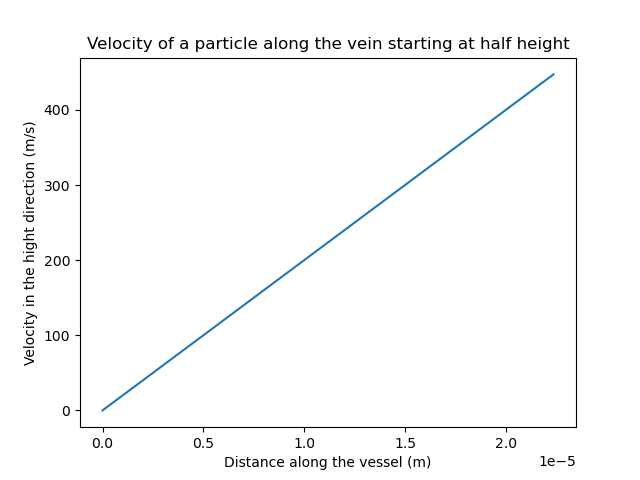 Velocity of a particle along the vein starting at half height
Velocity in the hight direction (m/s)
400
300
200
100
0
0.0 0.5 1.0 1.5 2.0
1e−5
Distance along the vessel (m)